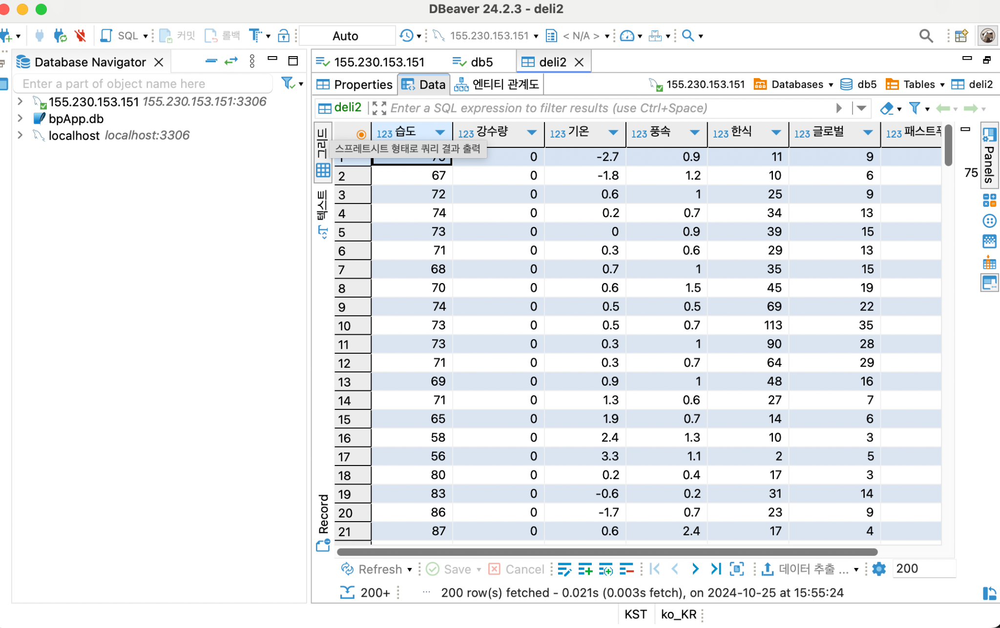 DBeaver 24.2.3 - deli2
SQL 커밋 롤백 Auto 155.230.153.151 < N/A >
Database Navigator
Enter a part of object name here
155.230.153.151 155.230.153.151:3306
bpApp.db
localhost localhost:3306
155.230.153.151 db5 deli2
Properties Data 엔티티 관계도 155.230.153.151 Databases db5 Tables deli2
deli2 Enter a SQL expression to filter results (use Ctrl+Space)
그리드
텍스트
Record
123 습도 123 강수량 123 기온 123 풍속 123 한식 123 글로벌 123
스프레트시트 형태로 쿼리 결과 출력
0 -2.7 0.9 11 9
2 67 0 -1.8 1.2 10 6
3 72 0 0.6 1 25 9
4 74 0 0.2 0.7 34 13
5 73 0 0 0.9 39 15
6 71 0 0.3 0.6 29 13
7 68 0 0.7 1 35 15
8 70 0 0.6 1.5 45 19
9 74 0 0.5 0.5 69 22
10 73 0 0.5 0.7 113 35
11 73 0 0.3 1 90 28
12 71 0 0.3 0.7 64 29
13 69 0 0.9 1 48 16
14 71 0 1.3 0.6 27 7
15 65 0 1.9 0.7 14 6
16 58 0 2.4 1.3 10 3
17 56 0 3.3 1.1 2 5
18 80 0 0.2 0.4 17 3
19 83 0 -0.6 0.2 31 14
20 86 0 -1.7 0.7 23 9
21 87 0 0.6 2.4 17 4
75
Panels
Refresh Save Cancel 데이터 추출 ... 200
200+ ... 200 row(s) fetched - 0.021s (0.003s fetch), on 2024-10-25 at 15:55:24
KST ko_KR